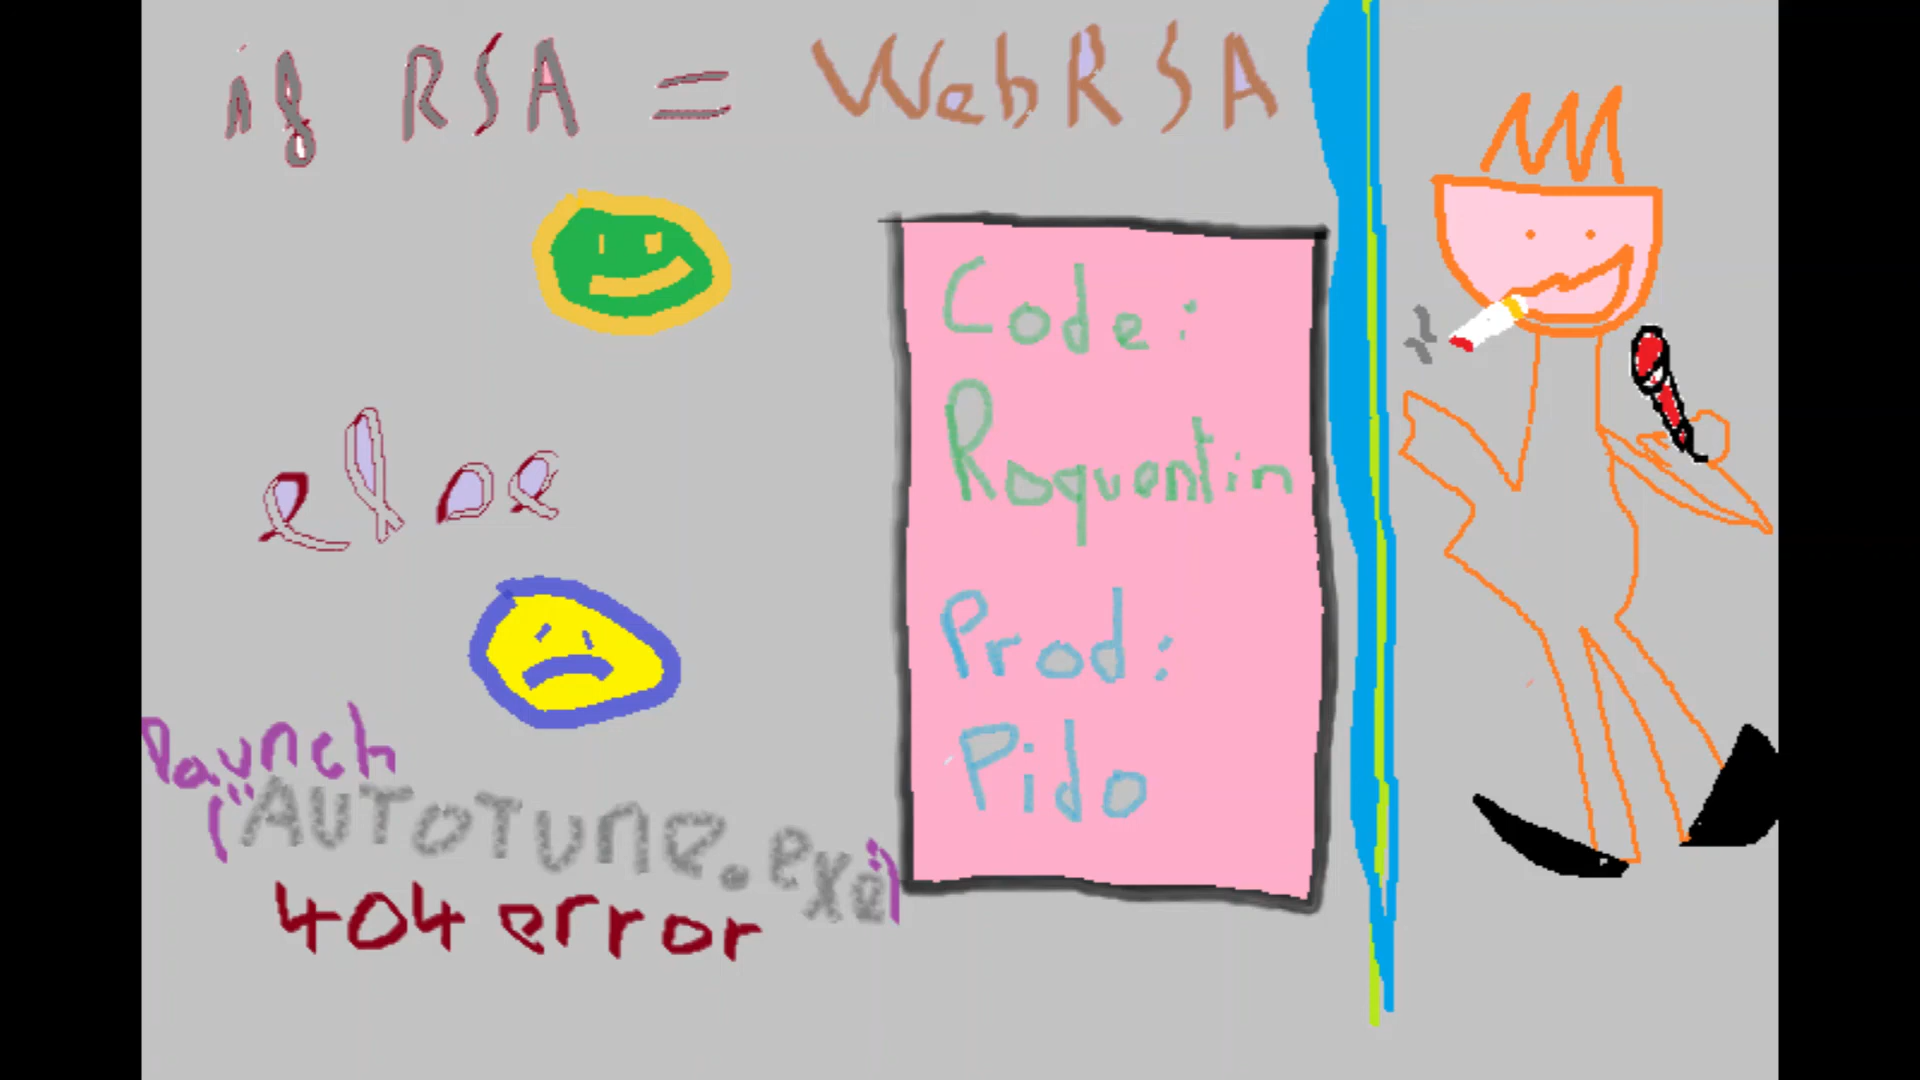 if RSA = WebRSA
else
launch
("AUTOTUNE.exe")
404 error
Code:
Roquentin
Prod:
Pido